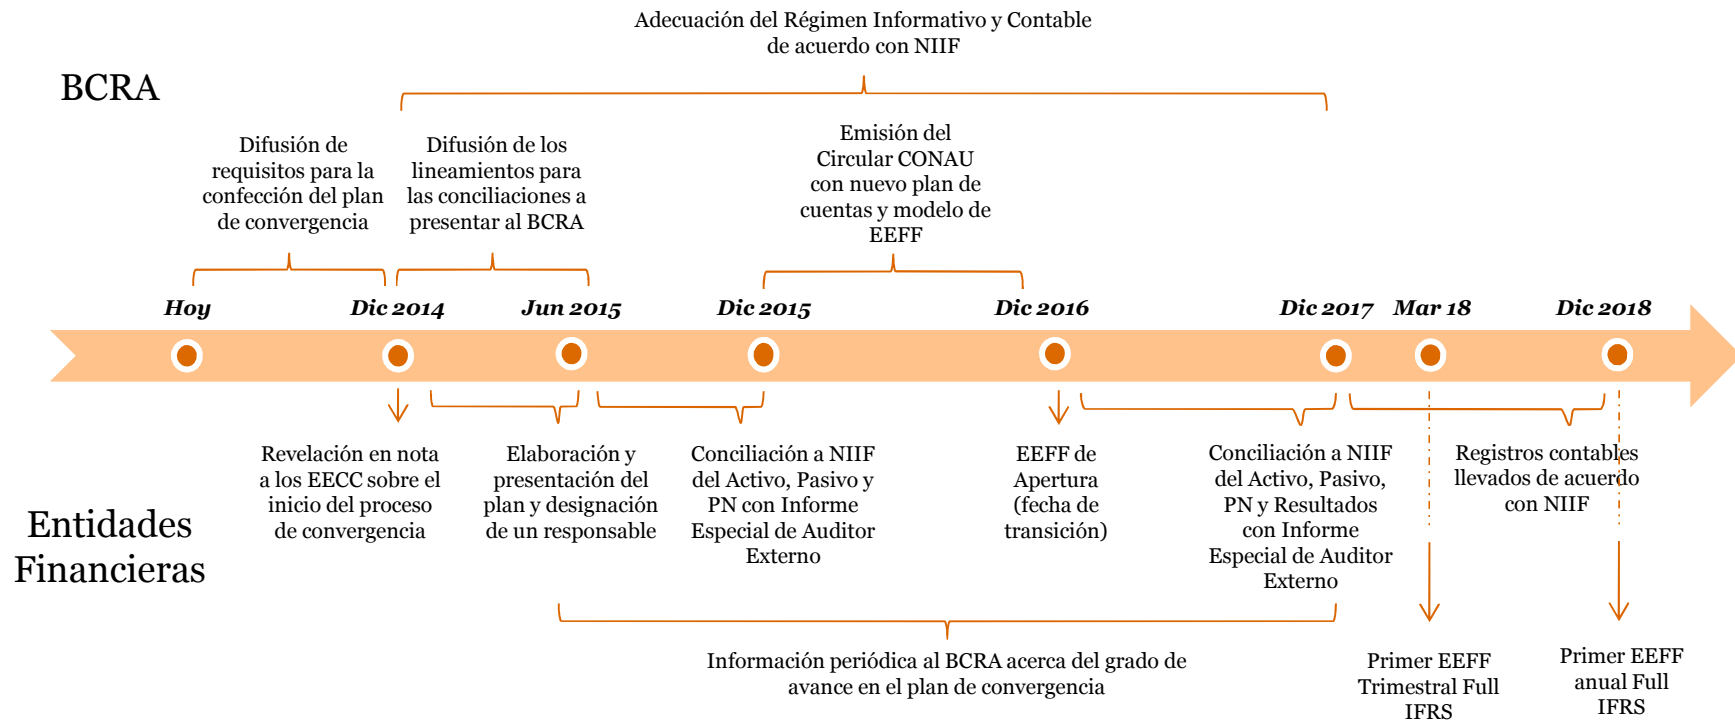 Adecuación del Régimen Informativo y Contable
de acuerdo con NIIF
BCRA
Difusión de
requisitos para la
confección del plan
de convergencia
Difusión de los
lineamientos para
las conciliaciones a
presentar al BCRA
Emisión del
Circular CONAU
con nuevo plan de
cuentas y modelo de
EEFF
Hoy
Dic 2014
Jun 2015
Dic 2015
Dic 2016
Dic 2017
Mar 18
Dic 2018
Entidades
Financieras
Revelación en nota
a los EECC sobre el
inicio del proceso
de convergencia
Elaboración y
presentación del
plan y designación
de un responsable
Conciliación a NIIF
del Activo, Pasivo y
PN con Informe
Especial de Auditor
Externo
EEFF de
Apertura
(fecha de
transición)
Conciliación a NIIF
del Activo, Pasivo,
PN y Resultados
con Informe
Especial de Auditor
Externo
Registros contables
llevados de acuerdo
con NIIF
Información periódica al BCRA acerca del grado de
avance en el plan de convergencia
Primer EEFF
Trimestral Full
IFRS
Primer EEFF
anual Full
IFRS